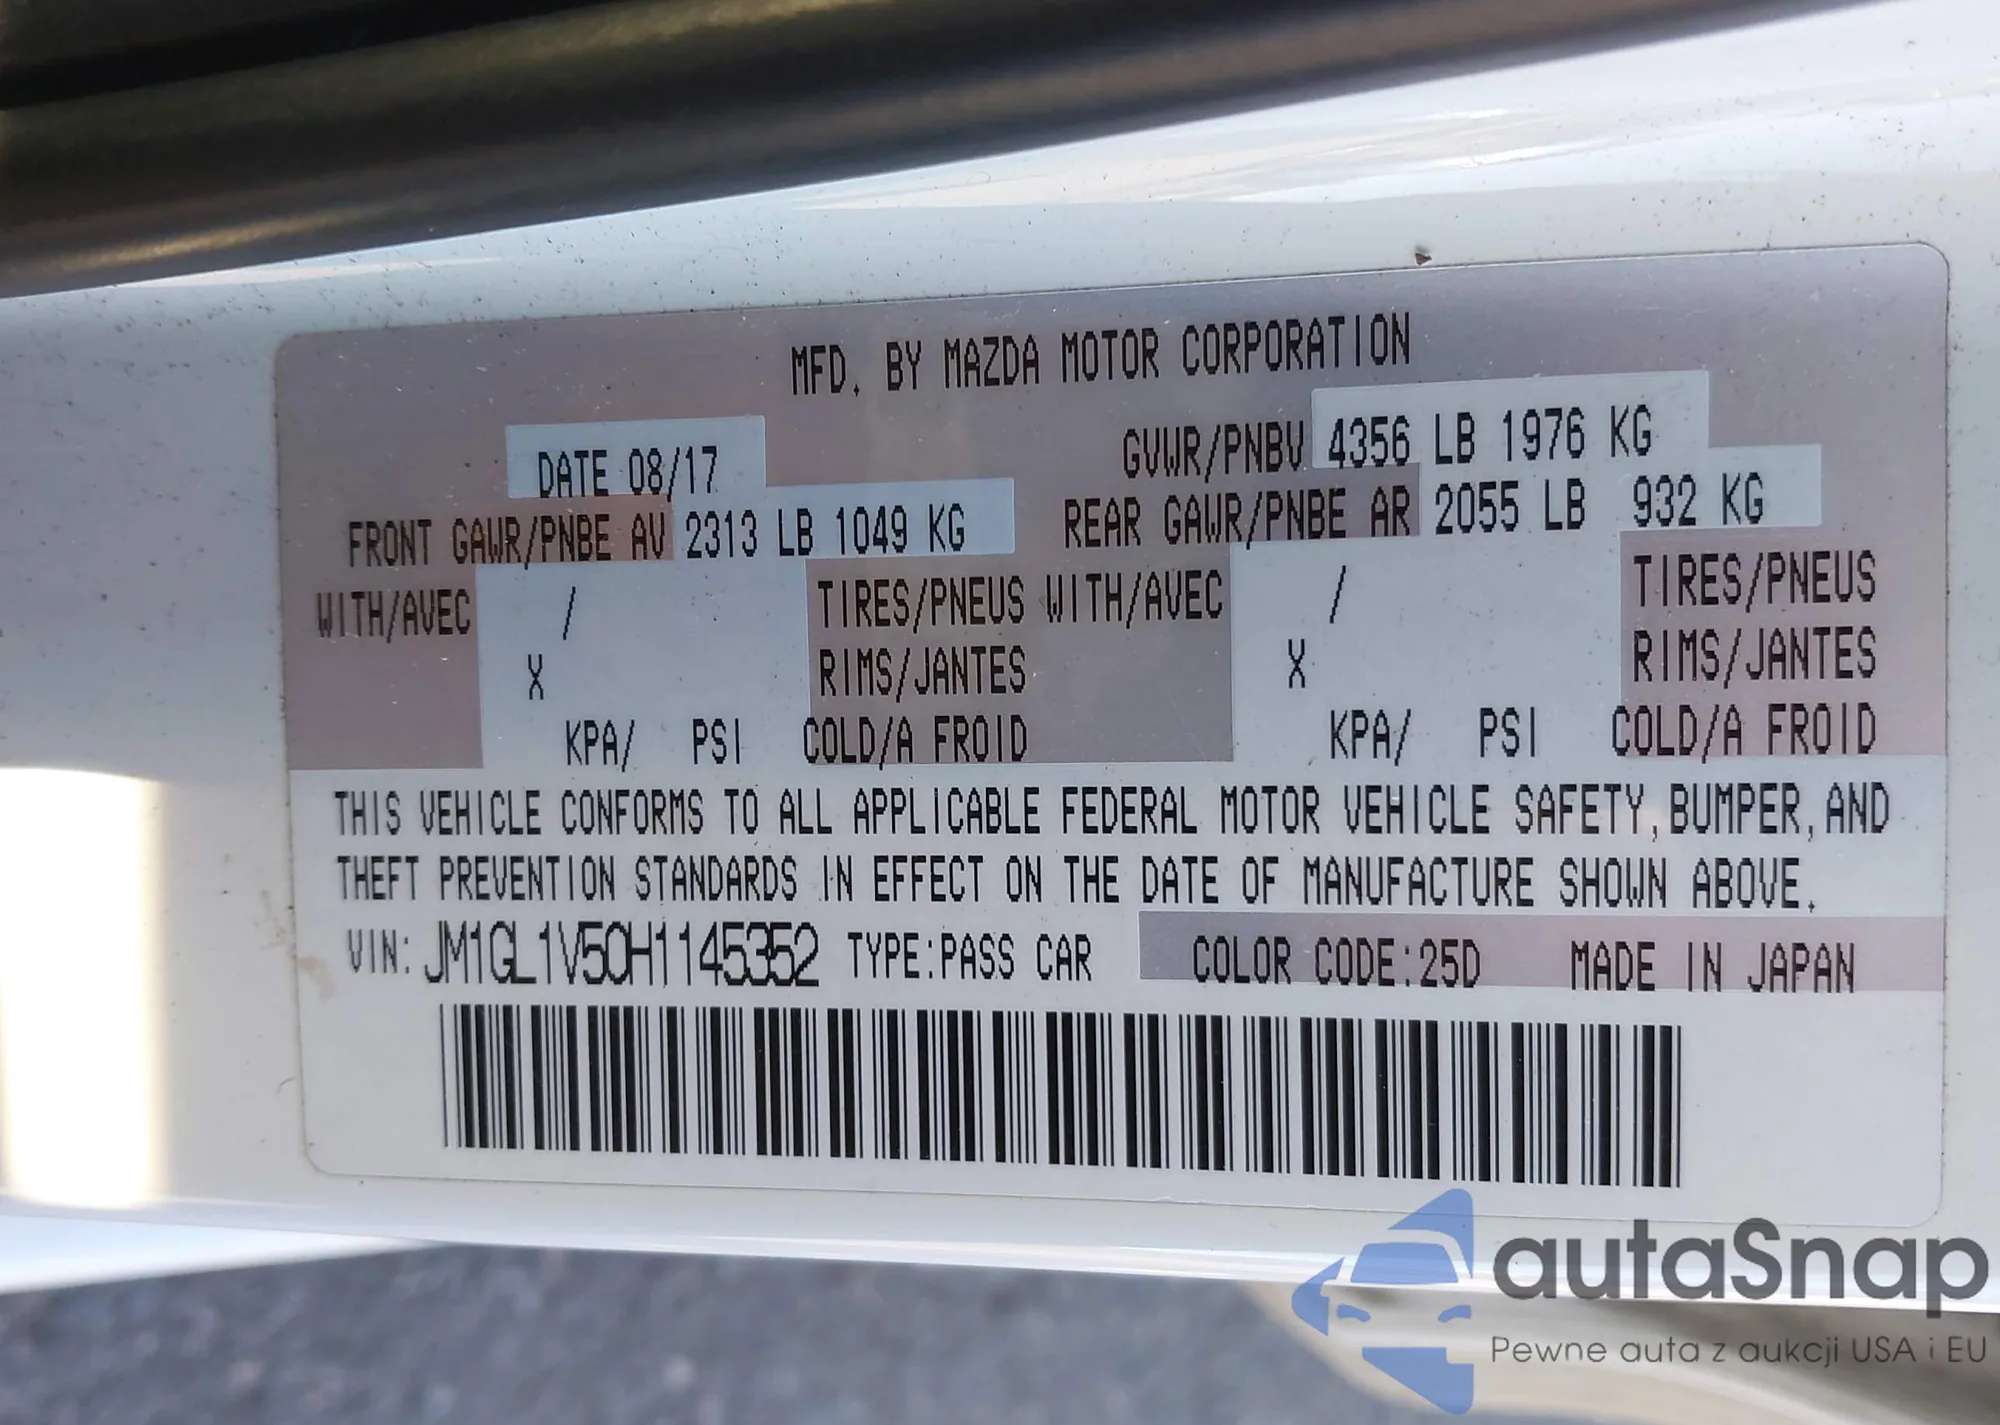 MFD. BY MAZDA MOTOR CORPORATION
DATE 08/17 GVWR/PNBV 4356 LB 1976 KG
FRONT GAWR/PNBE AV 2313 LB 1049 KG REAR GAWR/PNBE AR 2055 LB 932 KG
WITH/AVEC / TIRES/PNEUS WITH/AVEC / TIRES/PNEUS
X RIMS/JANTES X RIMS/JANTES
KPA/ PSI COLD/A FROID KPA/ PSI COLD/A FROID
THIS VEHICLE CONFORMS TO ALL APPLICABLE FEDERAL MOTOR VEHICLE SAFETY, BUMPER, AND
THEFT PREVENTION STANDARDS IN EFFECT ON THE DATE OF MANUFACTURE SHOWN ABOVE.
VIN: JM1GL1V50H1145352 TYPE:PASS CAR COLOR CODE:25D MADE IN JAPAN
autaSnap
Pewne auta z aukcji USA i EU